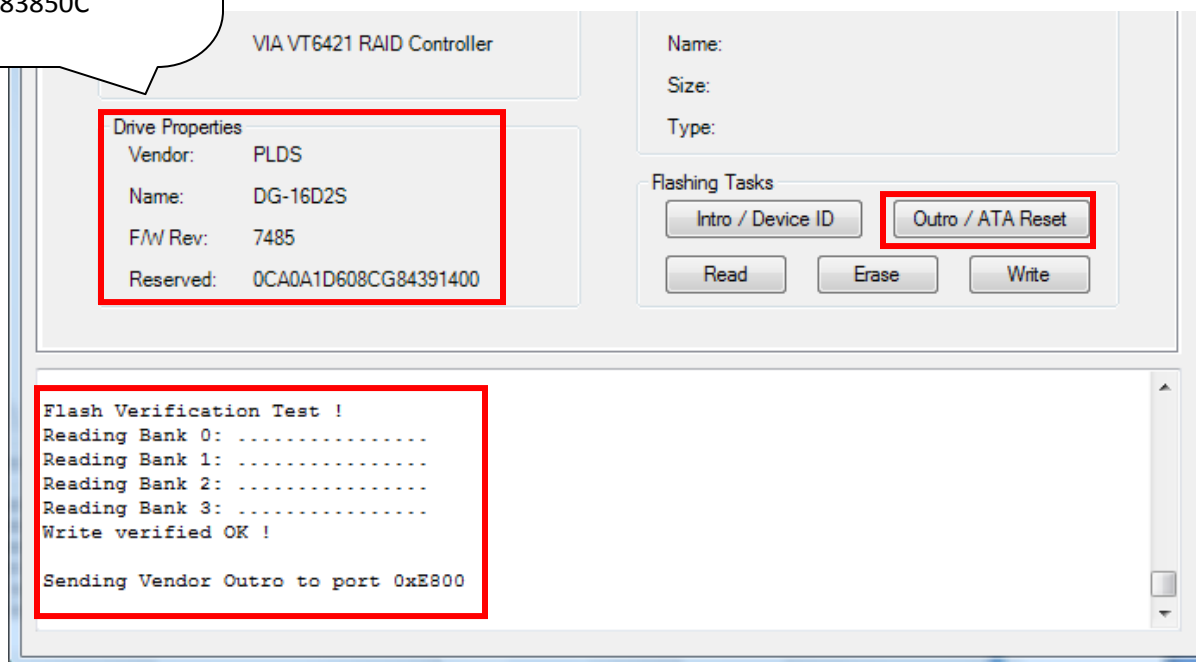 83850C
VIA VT6421 RAID Controller
Drive Properties
Vendor: PLDS
Name: DG-16D2S
F/W Rev: 7485
Reserved: 0CA0A1D608CG84391400
Name:
Size:
Type:
Flashing Tasks
Intro / Device ID Outro / ATA Reset
Read Erase Write
Flash Verification Test !
Reading Bank 0: ................
Reading Bank 1: ................
Reading Bank 2: ................
Reading Bank 3: ................
Write verified OK !
Sending Vendor Outro to port 0xE800